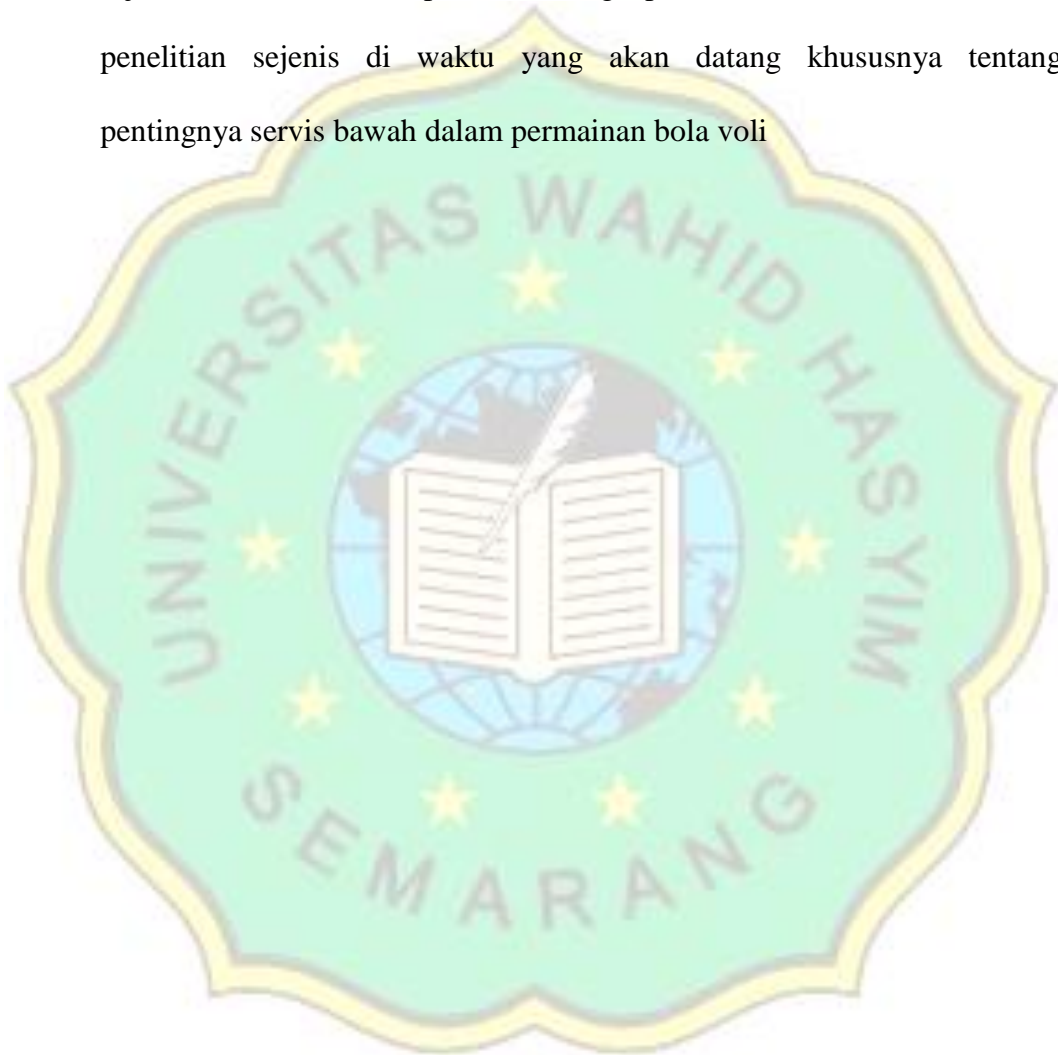 penelitian sejenis di waktu yang akan datang khususnya tentang
pentingnya servis bawah dalam permainan bola voli
UNIVERSITAS WAHID HASYIM
SEMARANG